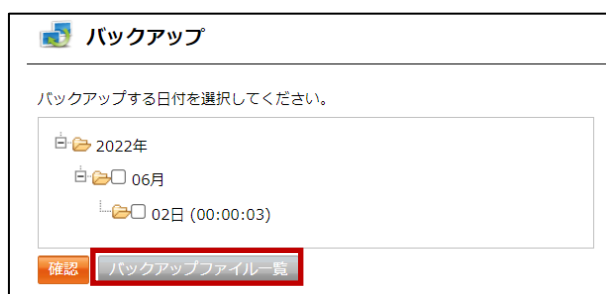 バックアップ
バックアップする日付を選択してください。
2022年
06月
02日 (00:00:03)
確認 バックアップファイル一覧